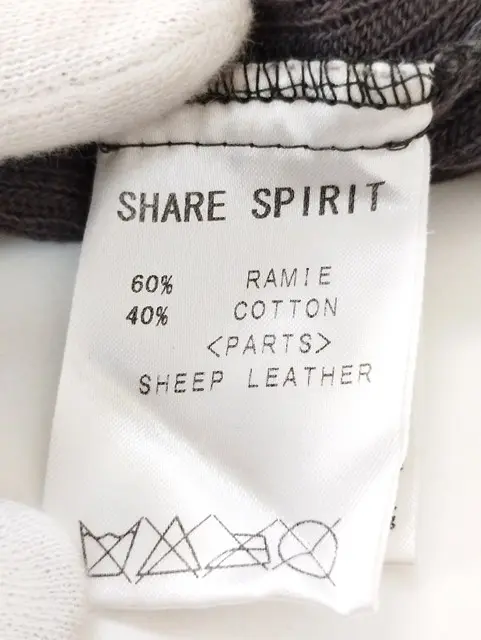 SHARE SPIRIT
60% RAMIE
40% COTTON
<PARTS>
SHEEP LEATHER